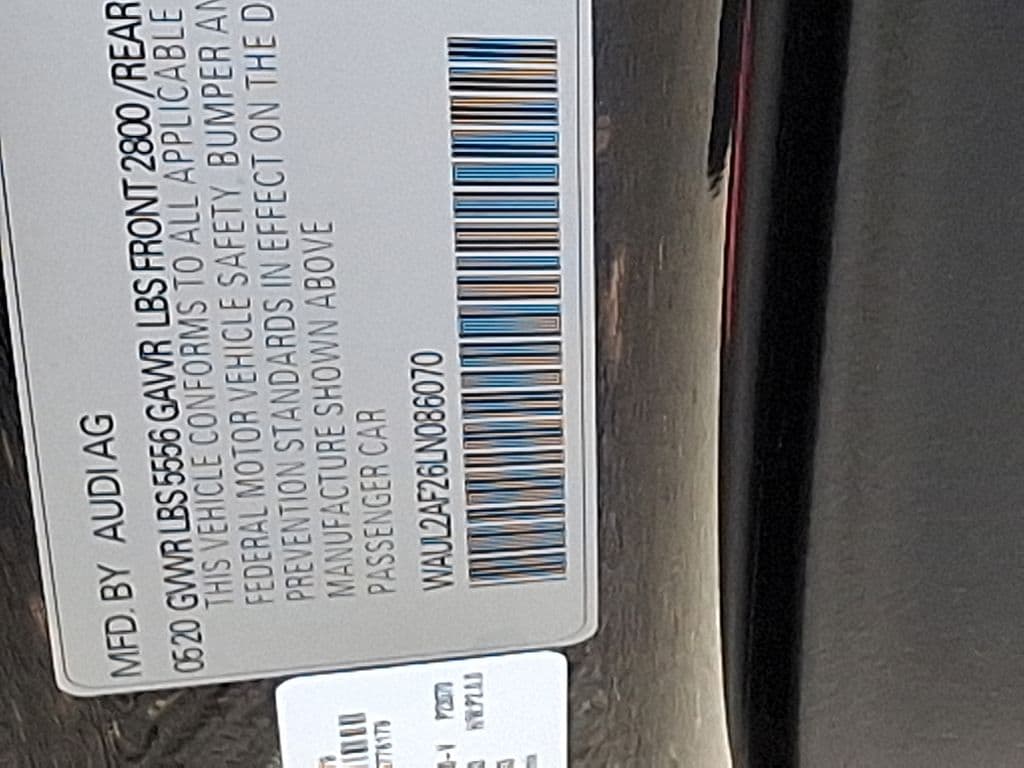 MFD. BY AUDI AG
0520 GVWR LBS 5556 GAWR LBS FRONT 2800 /REAR
THIS VEHICLE CONFORMS TO ALL APPLICABLE
FEDERAL MOTOR VEHICLE SAFETY, BUMPER AN
PREVENTION STANDARDS IN EFFECT ON THE D
MANUFACTURE SHOWN ABOVE
PASSENGER CAR
WAUL2AF26LN086070